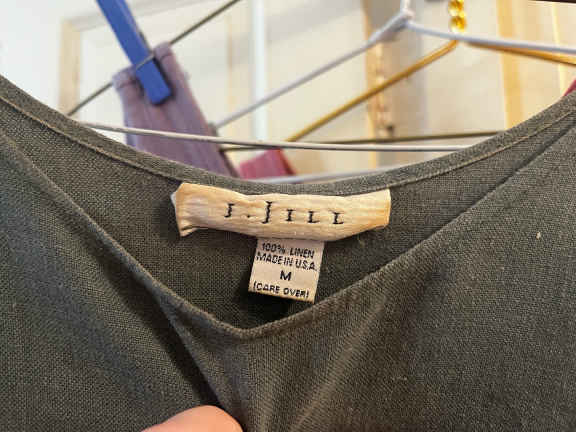 J.JILL
100% LINEN
MADE IN U.S.A.
M
(CARE OVER)